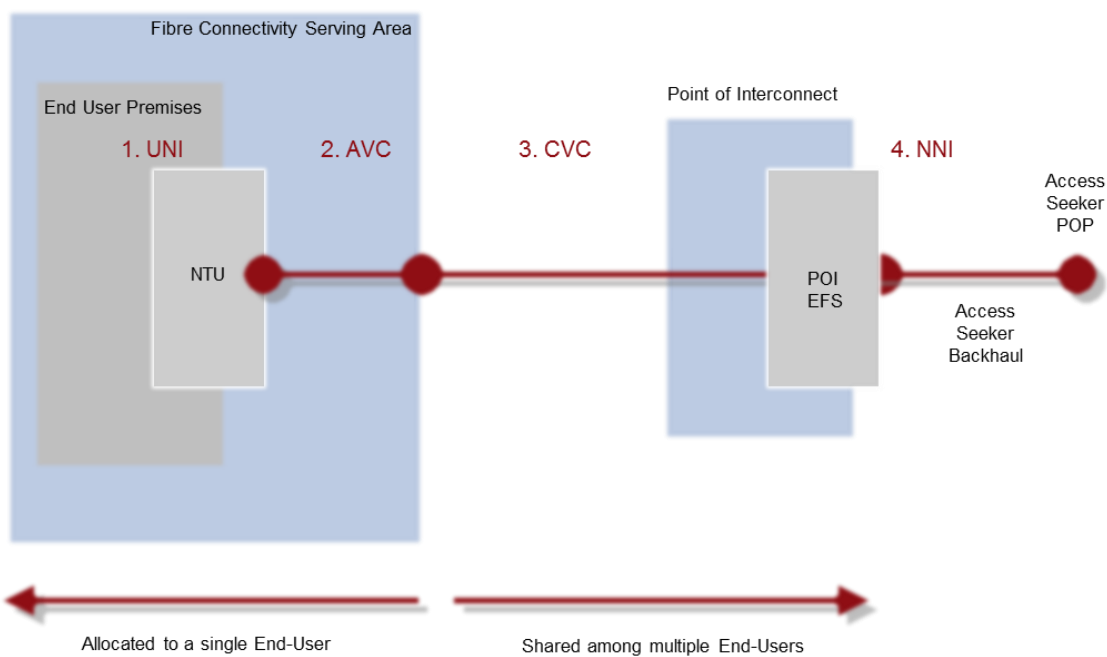 Fibre Connectivity Serving Area
End User Premises
Point of Interconnect
1. UNI
2. AVC
3. CVC
4. NNI
Access
Seeker
POP
NTU
POI
EFS
Access
Seeker
Backhaul
Allocated to a single End-User
Shared among multiple End-Users